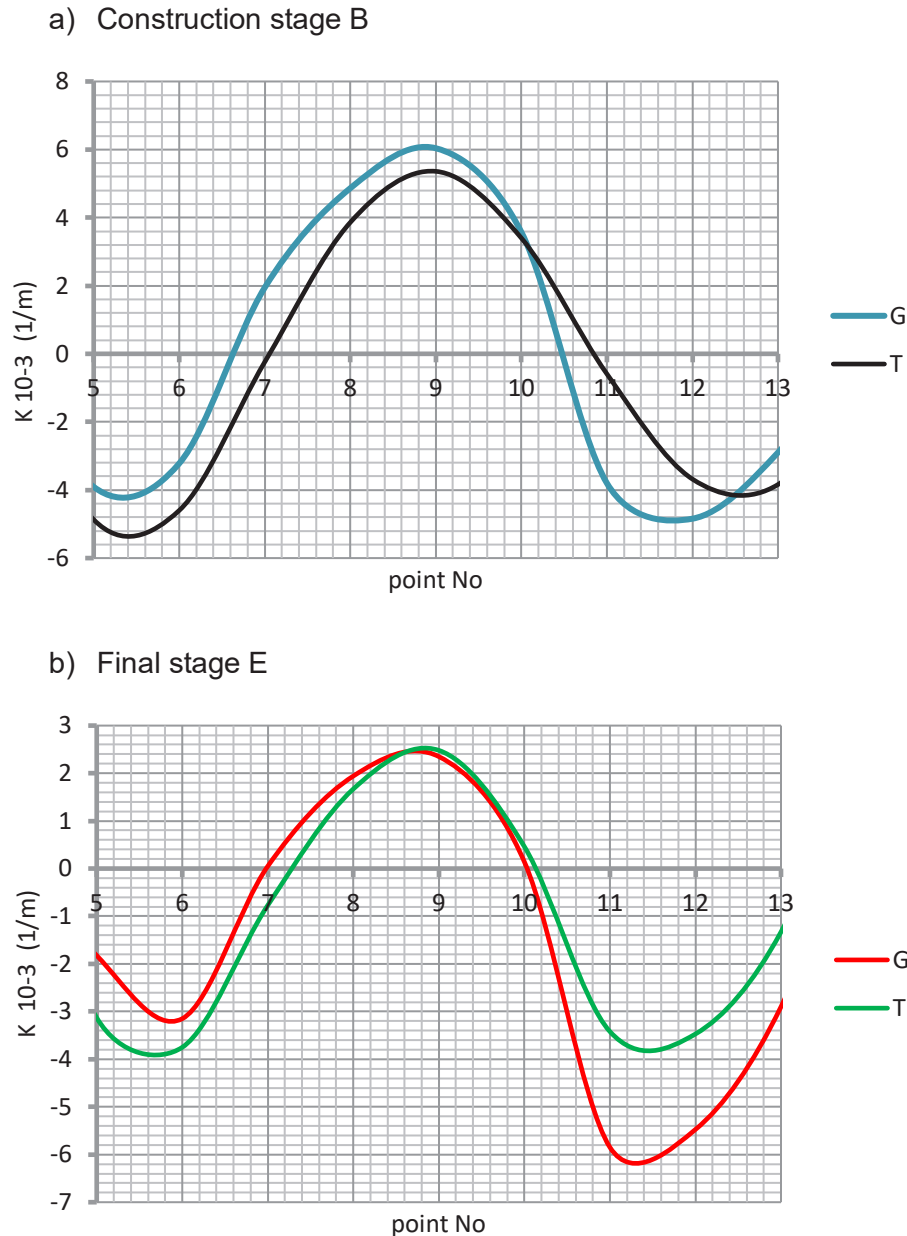 a) Construction stage B
8
6
4
2
0
-2
-4
-6
5 6 7 8 9 10 11 12 13
K 10-3 (1/m)
point No
G
T
b) Final stage E
3
2
1
0
-1
-2
-3
-4
-5
-6
-7
5 6 7 8 9 10 11 12 13
K 10-3 (1/m)
point No
G
T